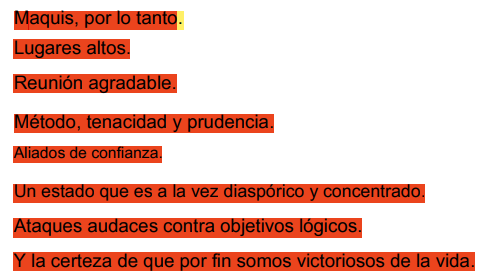 Maquis, por lo tanto.
Lugares altos.
Reunión agradable.
Método, tenacidad y prudencia.
Aliados de confianza.
Un estado que es a la vez diaspórico y concentrado.
Ataques audaces contra objetivos lógicos.
Y la certeza de que por fin somos victoriosos de la vida.